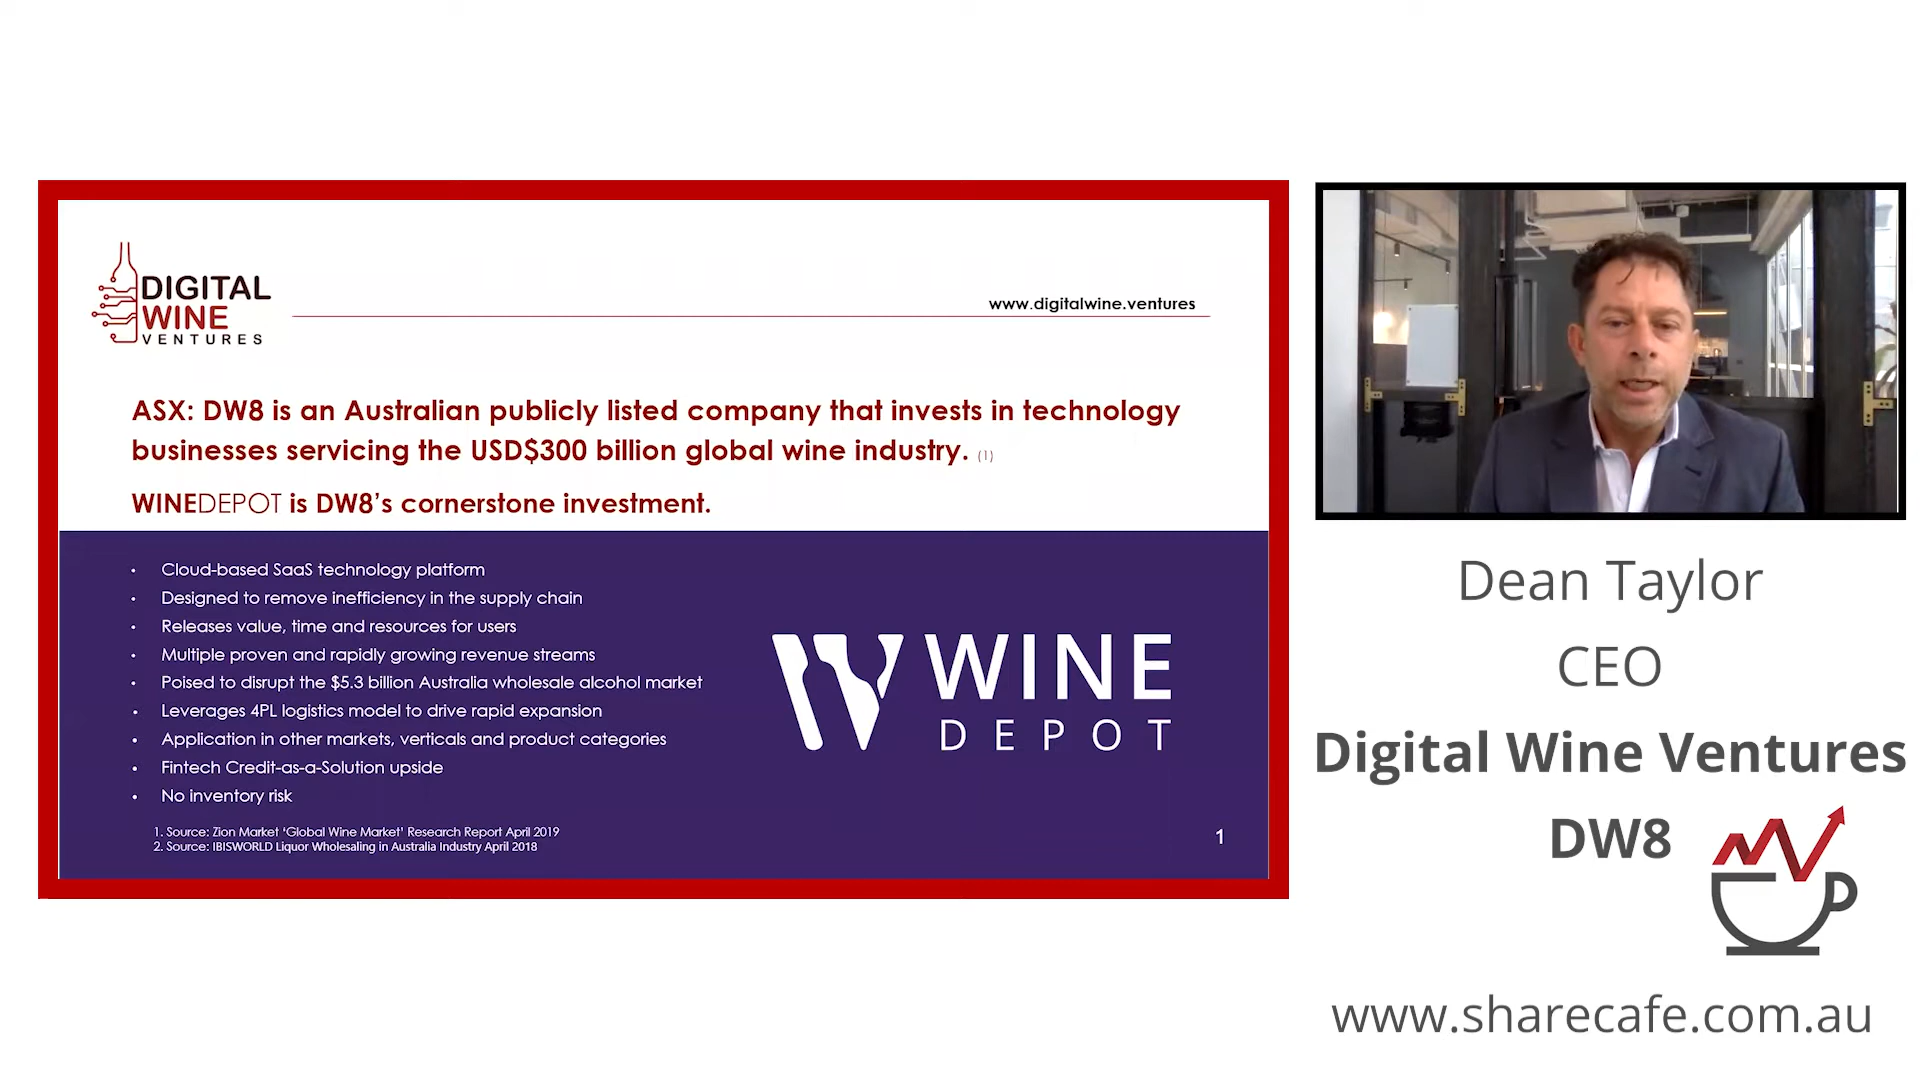 DIGITAL
WINE
VENTURES
www.digitalwine.ventures
ASX: DW8 is an Australian publicly listed company that invests in technology
businesses servicing the USD$300 billion global wine industry. (1)
WINEDEPOT is DW8's cornerstone investment.
• Cloud-based SaaS technology platform
• Designed to remove inefficiency in the supply chain
• Releases value, time and resources for users
• Multiple proven and rapidly growing revenue streams
• Poised to disrupt the $5.3 billion Australia wholesale alcohol market
• Leverages 4PL logistics model to drive rapid expansion
• Application in other markets, verticals and product categories
• Fintech Credit-as-a-Solution upside
• No inventory risk
WINE
DEPOT
1. Source: Zion Market ‘Global Wine Market’ Research Report April 2019
2. Source: IBISWORLD Liquor Wholesaling in Australia Industry April 2018
1
Dean Taylor
CEO
Digital Wine Ventures
DW8
www.sharecafe.com.au